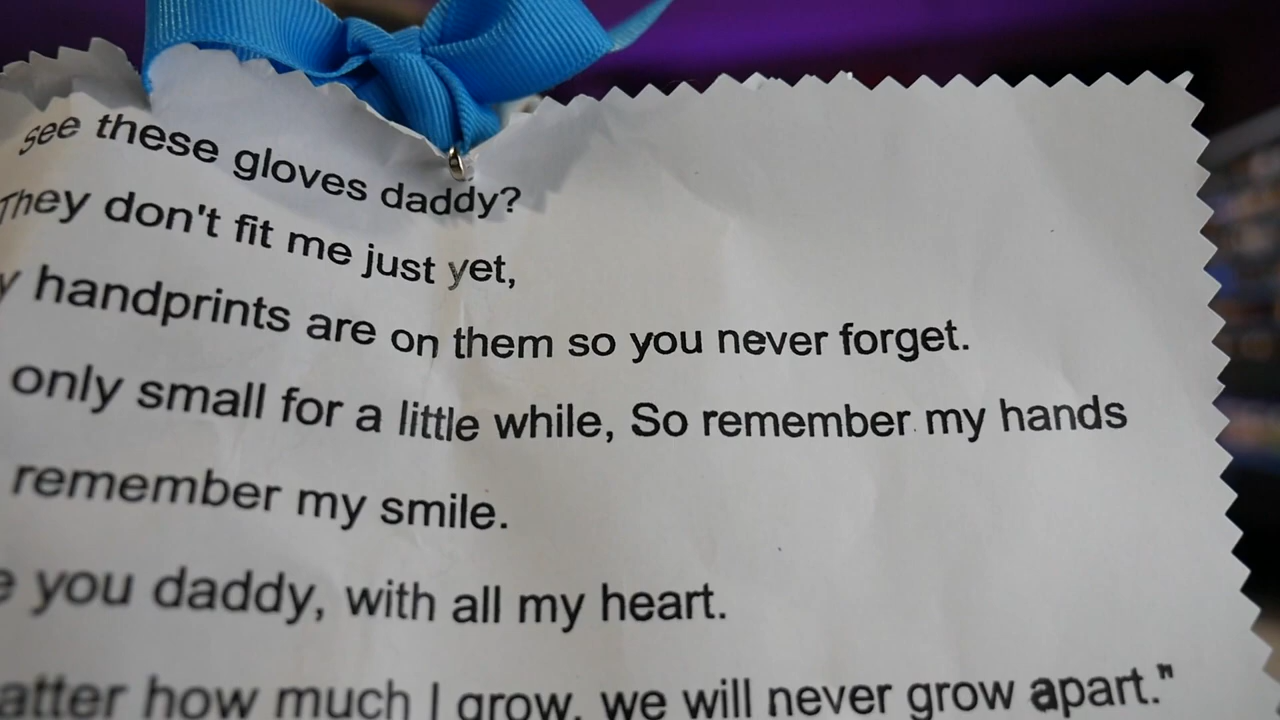 see these gloves daddy?
They don't fit me just yet,
handprints are on them so you never forget.
only small for a little while, So remember my hands
remember my smile.
you daddy, with all my heart.
how much I grow, we will never grow apart."